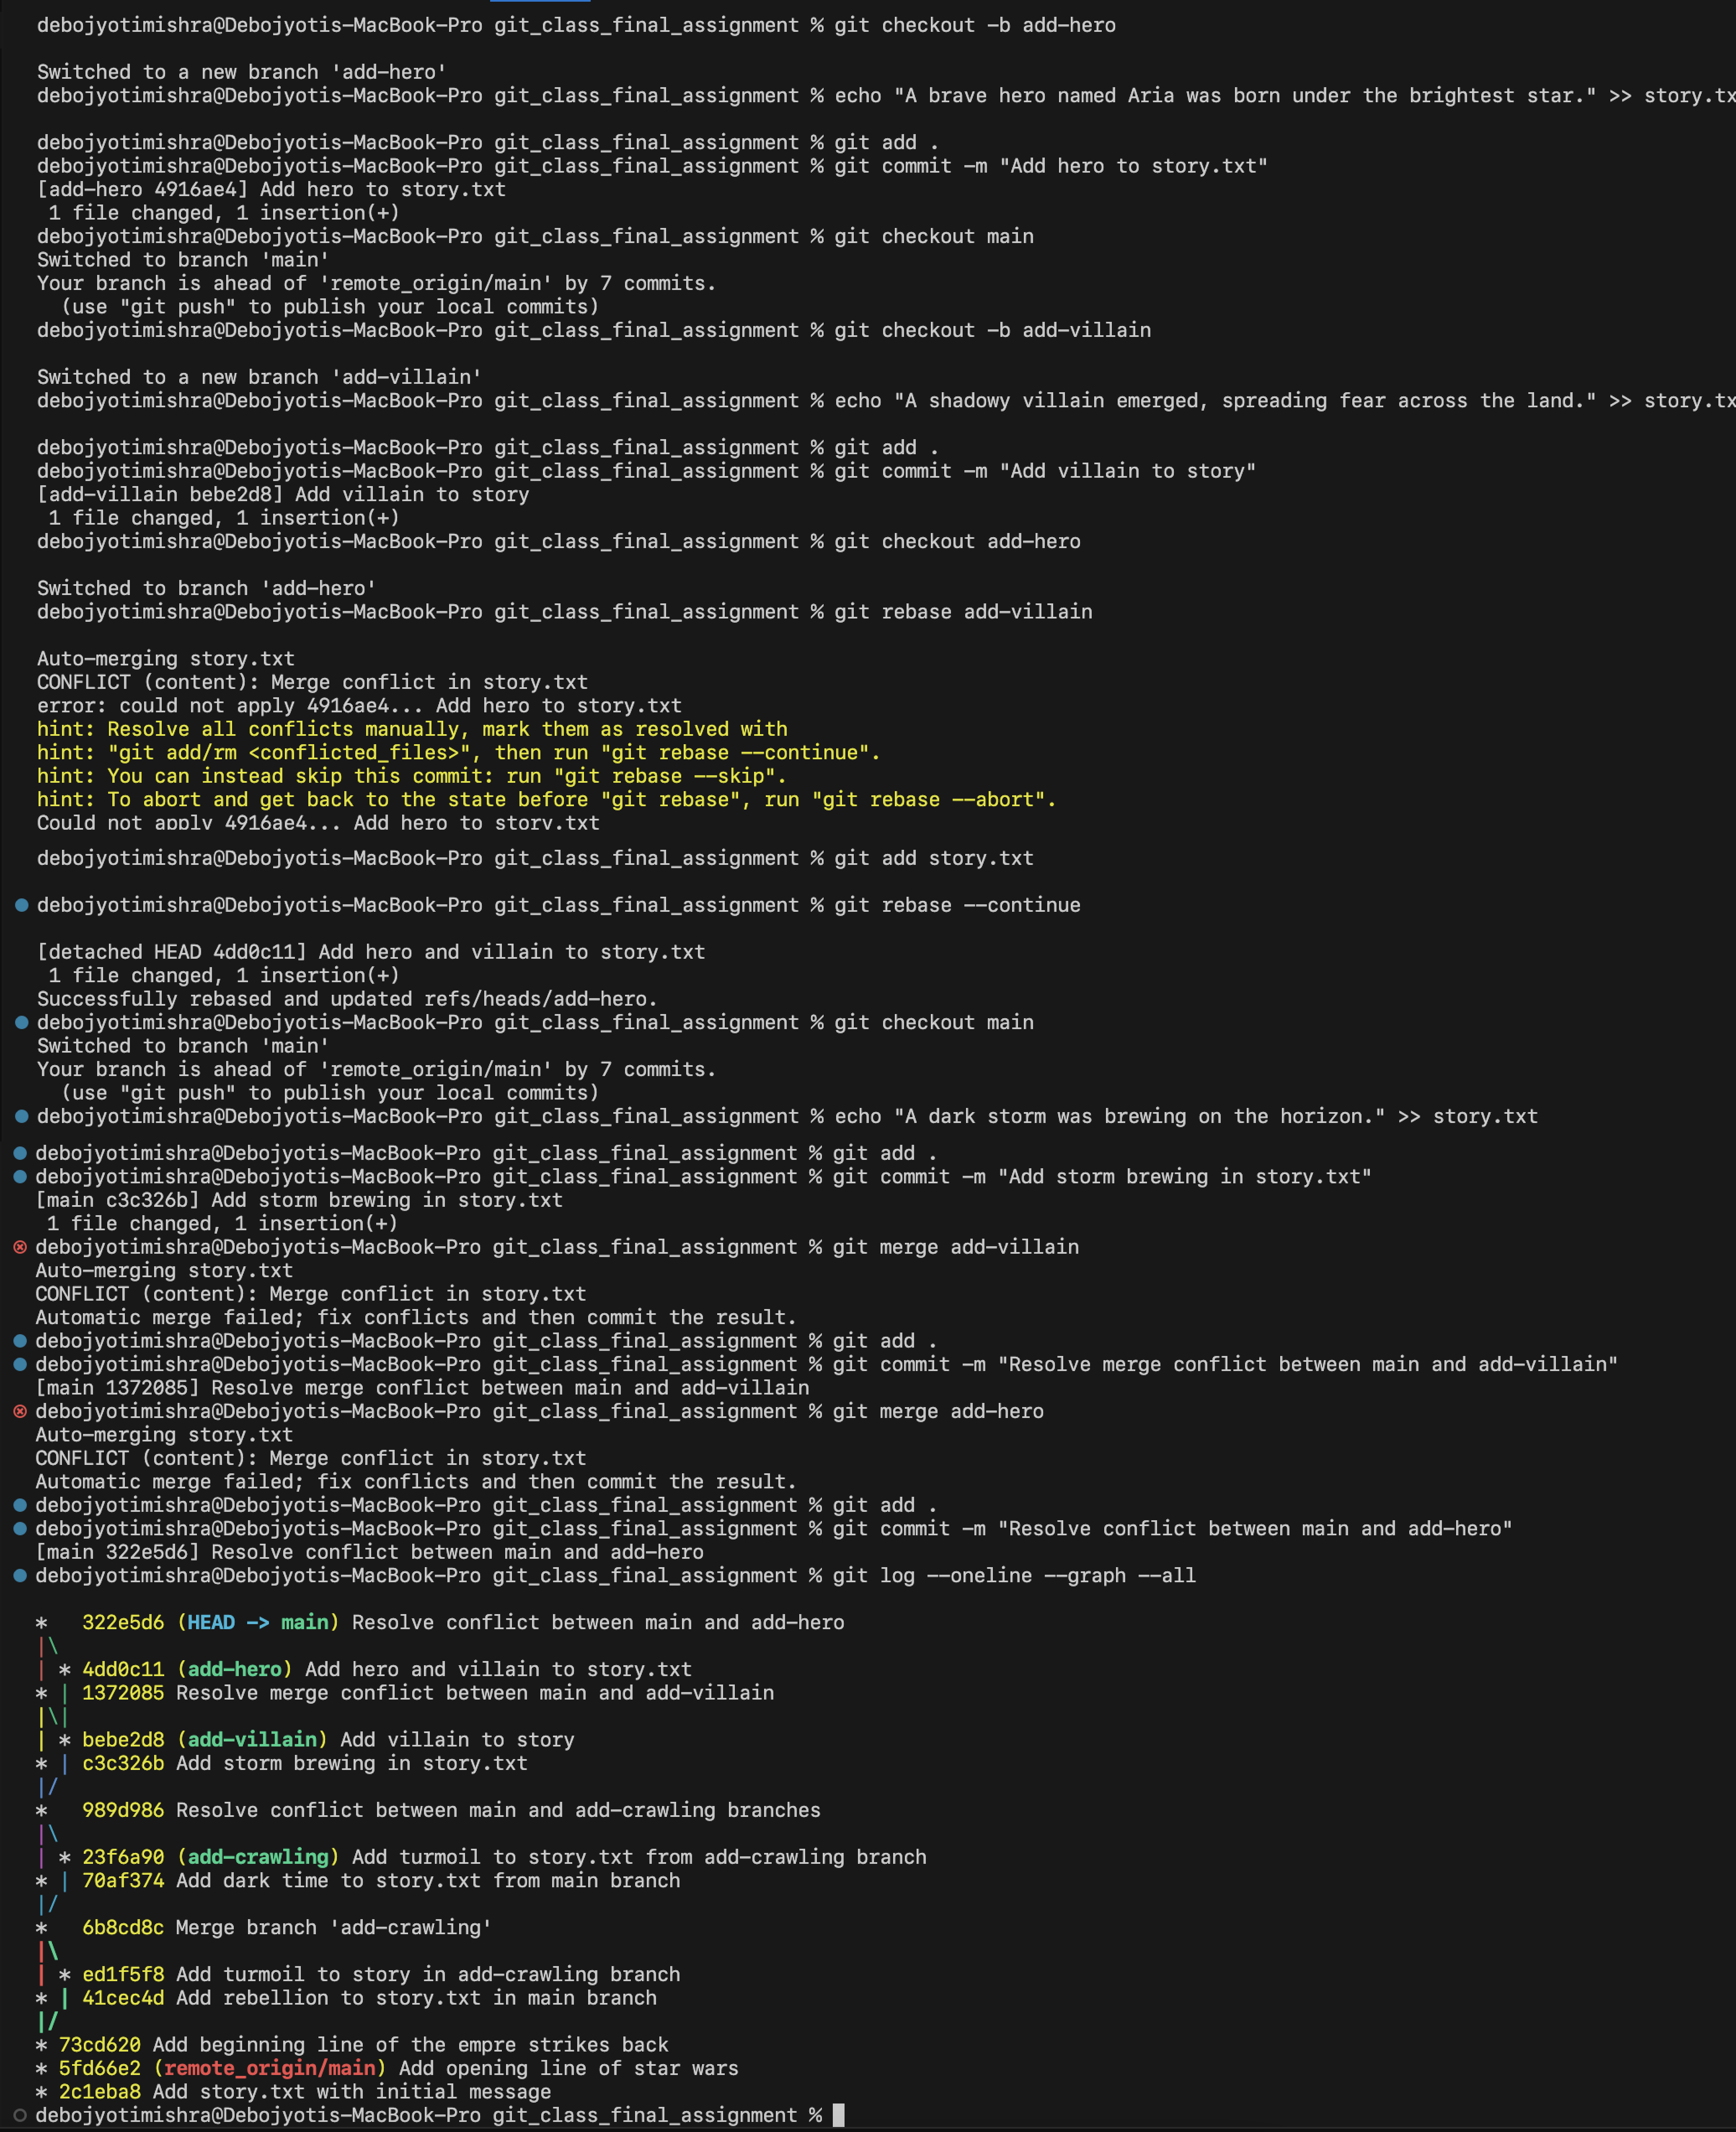 debojyotimishra@Debojyotis-MacBook-Pro git_class_final_assignment % git checkout -b add-hero
Switched to a new branch 'add-hero'
debojyotimishra@Debojyotis-MacBook-Pro git_class_final_assignment % echo "A brave hero named Aria was born under the brightest star." >> story.tx
debojyotimishra@Debojyotis-MacBook-Pro git_class_final_assignment % git add .
debojyotimishra@Debojyotis-MacBook-Pro git_class_final_assignment % git commit -m "Add hero to story.txt"
[add-hero 4916ae4] Add hero to story.txt
 1 file changed, 1 insertion(+)
debojyotimishra@Debojyotis-MacBook-Pro git_class_final_assignment % git checkout main
Switched to branch 'main'
Your branch is ahead of 'remote_origin/main' by 7 commits.
  (use "git push" to publish your local commits)
debojyotimishra@Debojyotis-MacBook-Pro git_class_final_assignment % git checkout -b add-villain
Switched to a new branch 'add-villain'
debojyotimishra@Debojyotis-MacBook-Pro git_class_final_assignment % echo "A shadowy villain emerged, spreading fear across the land." >> story.tx
debojyotimishra@Debojyotis-MacBook-Pro git_class_final_assignment % git add .
debojyotimishra@Debojyotis-MacBook-Pro git_class_final_assignment % git commit -m "Add villain to story"
[add-villain bebe2d8] Add villain to story
 1 file changed, 1 insertion(+)
debojyotimishra@Debojyotis-MacBook-Pro git_class_final_assignment % git checkout add-hero
Switched to branch 'add-hero'
debojyotimishra@Debojyotis-MacBook-Pro git_class_final_assignment % git rebase add-villain
Auto-merging story.txt
CONFLICT (content): Merge conflict in story.txt
error: could not apply 4916ae4... Add hero to story.txt
hint: Resolve all conflicts manually, mark them as resolved with
hint: "git add/rm <conflicted_files>", then run "git rebase --continue".
hint: You can instead skip this commit: run "git rebase --skip".
hint: To abort and get back to the state before "git rebase", run "git rebase --abort".
Could not apply 4916ae4... Add hero to story.txt
debojyotimishra@Debojyotis-MacBook-Pro git_class_final_assignment % git add story.txt
debojyotimishra@Debojyotis-MacBook-Pro git_class_final_assignment % git rebase --continue
[detached HEAD 4dd0c11] Add hero and villain to story.txt
 1 file changed, 1 insertion(+)
Successfully rebased and updated refs/heads/add-hero.
debojyotimishra@Debojyotis-MacBook-Pro git_class_final_assignment % git checkout main
Switched to branch 'main'
Your branch is ahead of 'remote_origin/main' by 7 commits.
  (use "git push" to publish your local commits)
debojyotimishra@Debojyotis-MacBook-Pro git_class_final_assignment % echo "A dark storm was brewing on the horizon." >> story.txt
debojyotimishra@Debojyotis-MacBook-Pro git_class_final_assignment % git add .
debojyotimishra@Debojyotis-MacBook-Pro git_class_final_assignment % git commit -m "Add storm brewing in story.txt"
[main c3c326b] Add storm brewing in story.txt
 1 file changed, 1 insertion(+)
debojyotimishra@Debojyotis-MacBook-Pro git_class_final_assignment % git merge add-villain
Auto-merging story.txt
CONFLICT (content): Merge conflict in story.txt
Automatic merge failed; fix conflicts and then commit the result.
debojyotimishra@Debojyotis-MacBook-Pro git_class_final_assignment % git add .
debojyotimishra@Debojyotis-MacBook-Pro git_class_final_assignment % git commit -m "Resolve merge conflict between main and add-villain"
[main 1372085] Resolve merge conflict between main and add-villain
debojyotimishra@Debojyotis-MacBook-Pro git_class_final_assignment % git merge add-hero
Auto-merging story.txt
CONFLICT (content): Merge conflict in story.txt
Automatic merge failed; fix conflicts and then commit the result.
debojyotimishra@Debojyotis-MacBook-Pro git_class_final_assignment % git add .
debojyotimishra@Debojyotis-MacBook-Pro git_class_final_assignment % git commit -m "Resolve conflict between main and add-hero"
[main 322e5d6] Resolve conflict between main and add-hero
debojyotimishra@Debojyotis-MacBook-Pro git_class_final_assignment % git log --oneline --graph --all
*   322e5d6 (HEAD -> main) Resolve conflict between main and add-hero
|\
| * 4dd0c11 (add-hero) Add hero and villain to story.txt
* | 1372085 Resolve merge conflict between main and add-villain
|\|
| * bebe2d8 (add-villain) Add villain to story
* | c3c326b Add storm brewing in story.txt
|/
*   989d986 Resolve conflict between main and add-crawling branches
|\
| * 23f6a90 (add-crawling) Add turmoil to story.txt from add-crawling branch
* | 70af374 Add dark time to story.txt from main branch
|/
*   6b8cd8c Merge branch 'add-crawling'
|\
| * ed1f5f8 Add turmoil to story in add-crawling branch
* | 41cec4d Add rebellion to story.txt in main branch
|/
* 73cd620 Add beginning line of the empre strikes back
* 5fd66e2 (remote_origin/main) Add opening line of star wars
* 2c1eba8 Add story.txt with initial message
debojyotimishra@Debojyotis-MacBook-Pro git_class_final_assignment %